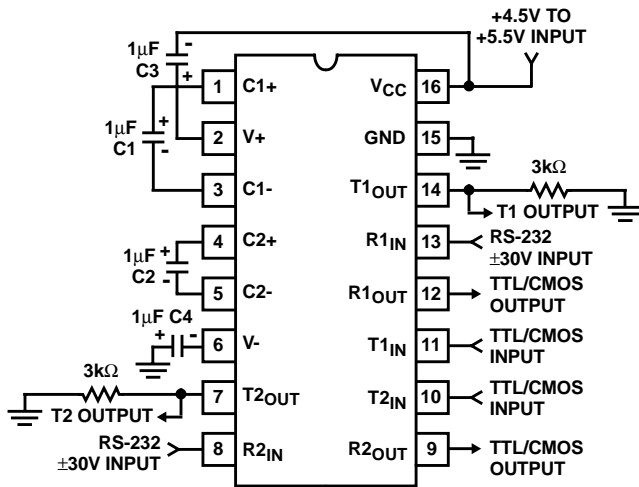 +4.5V TO
+5.5V INPUT
1μF
C3
-
+
1
C1+
VCC
16
1μF
C1
+
-
2
V+
GND
15
3kΩ
3
C1-
T1OUT
14
T1 OUTPUT
4
C2+
R1IN
13
RS-232
±30V INPUT
1μF
C2
+
-
5
C2-
R1OUT
12
TTL/CMOS
OUTPUT
1μF C4
+
-
6
V-
T1IN
11
TTL/CMOS
INPUT
3kΩ
7
T2OUT
T2IN
10
TTL/CMOS
INPUT
T2 OUTPUT
RS-232
±30V INPUT
8
R2IN
R2OUT
9
TTL/CMOS
OUTPUT